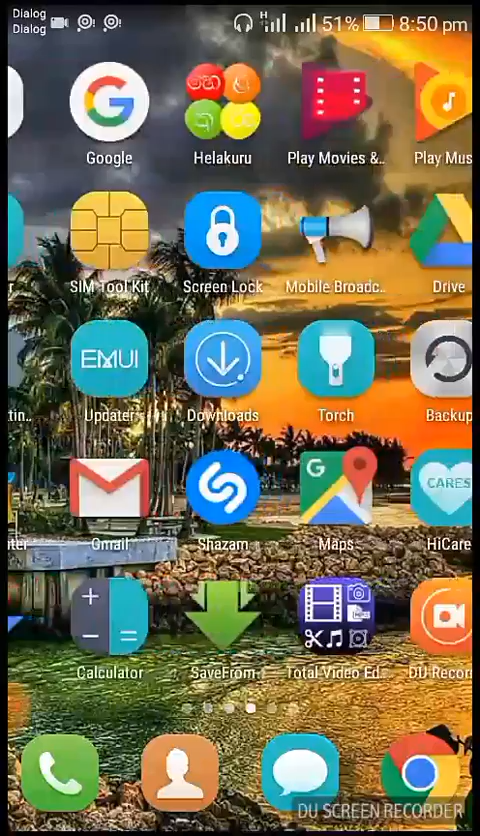 Dialog
Dialog
H
51%
8:50 pm
Google
Helakuru
Play Movies &..
Play Mus
SIM Tool Kit
Screen Lock
Mobile Broadc..
Drive
EMUI
tin..
Updater
Downloads
Torch
Backup
G
CARES
Gmail
Shazam
Maps
HiCare
Calculator
SaveFrom
Total Video Ed..
DU Recor
DU SCREEN RECORDER